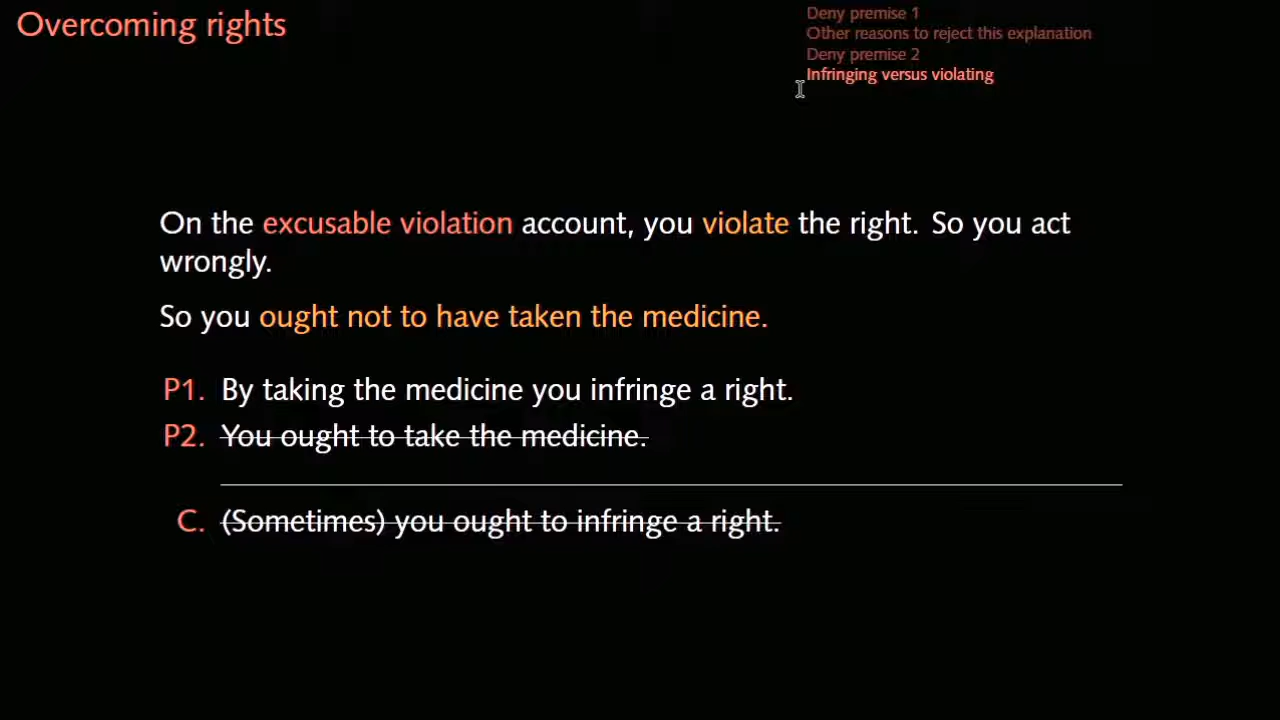 Overcoming rights
Deny premise 1
Other reasons to reject this explanation
Deny premise 2
Infringing versus violating
On the excusable violation account, you violate the right. So you act
wrongly.
So you ought not to have taken the medicine.
P1. By taking the medicine you infringe a right.
P2. You ought to take the medicine.
C. (Sometimes) you ought to infringe a right.